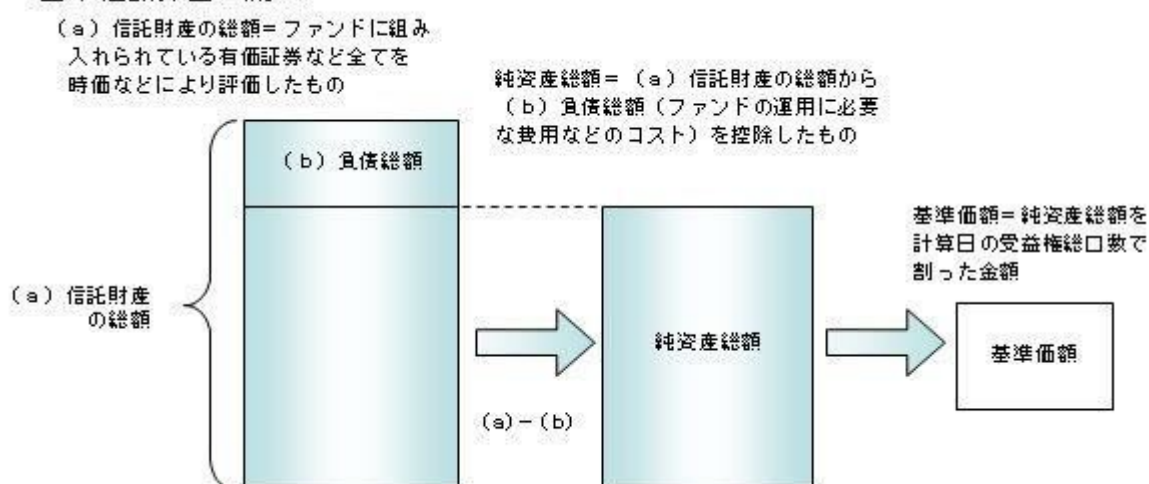 （a）信託財産の総額＝ファンドに組み
入れられている有価証券など全てを
時価などにより評価したもの
純資産総額＝（a）信託財産の総額から
（b）負債総額（ファンドの運用に必要
な費用などのコスト）を控除したもの
（b）負債総額
基準価額＝純資産総額を
計算日の受益権総口数で
割った金額
（a）信託財産
の総額
純資産総額
基準価額
(a)－(b)